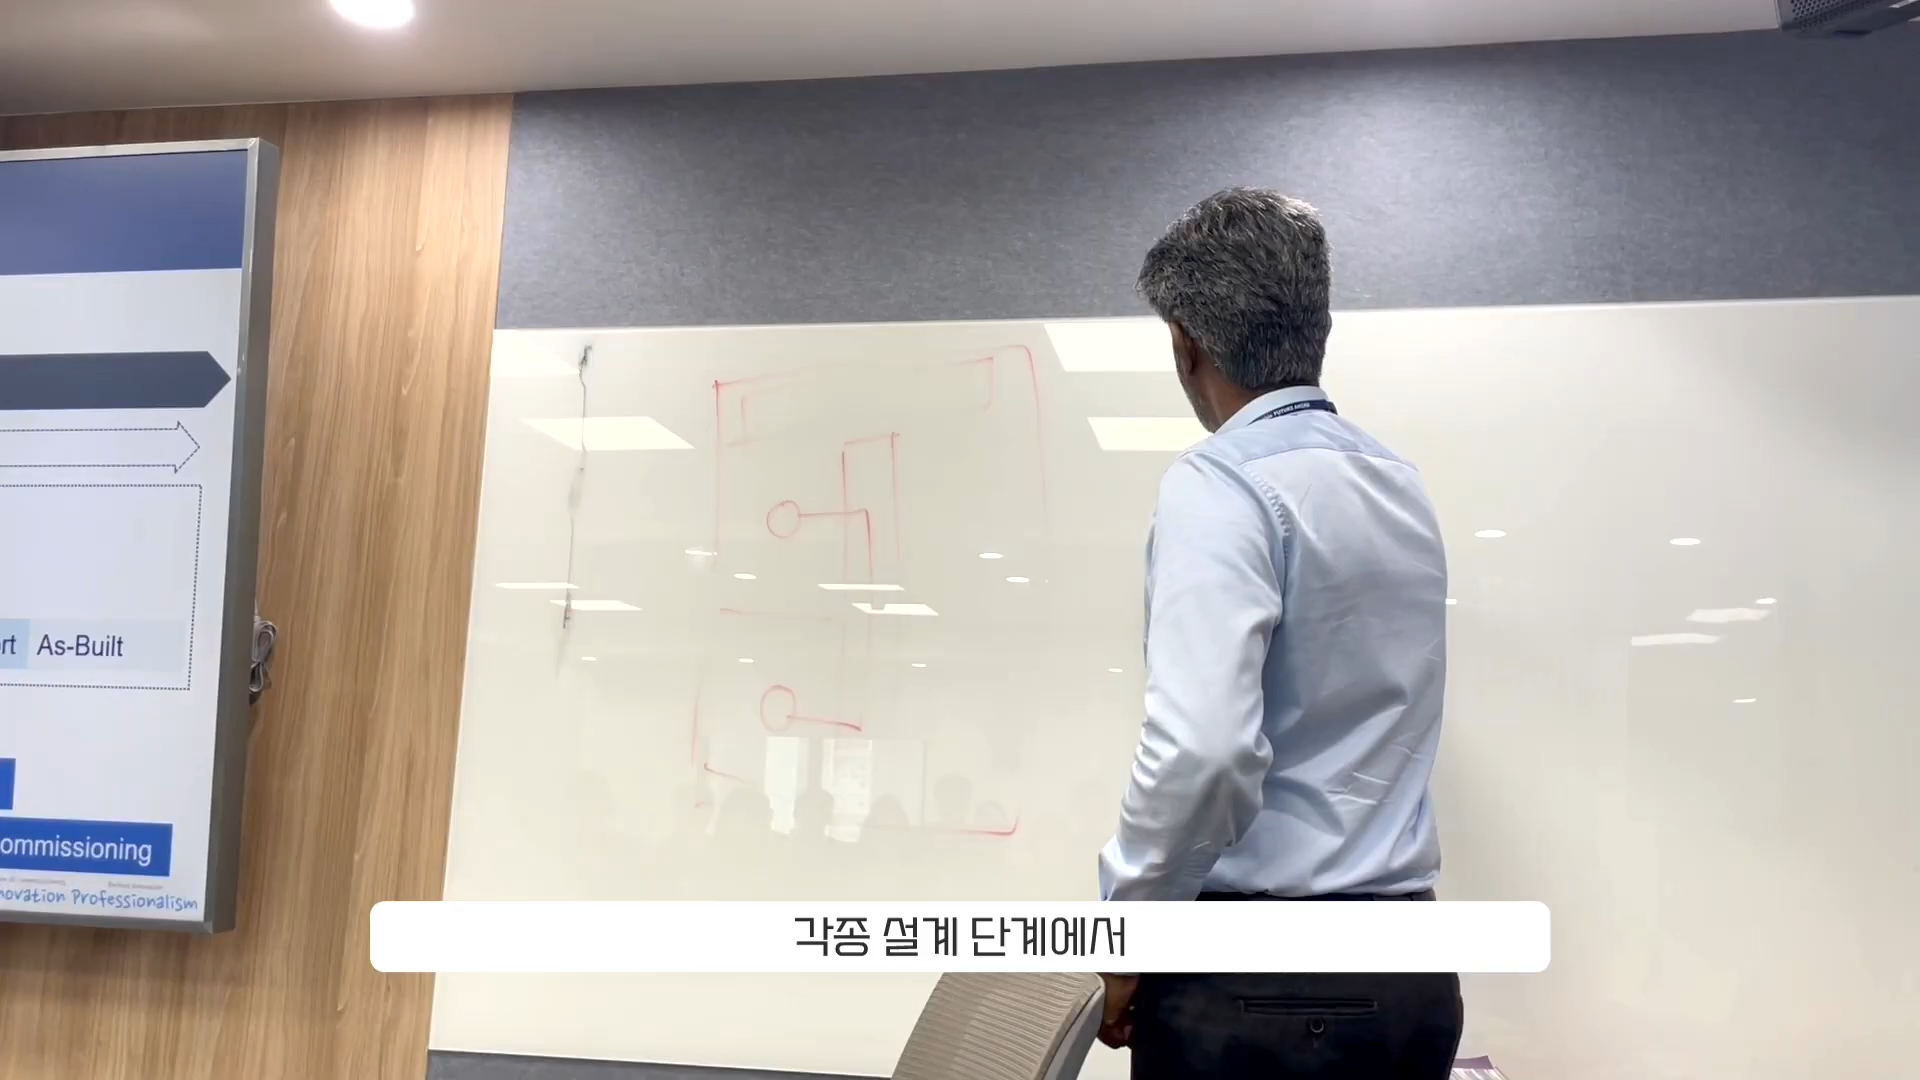 rt As-Built
ommissioning
novation Professionalism
각종 설계 단계에서